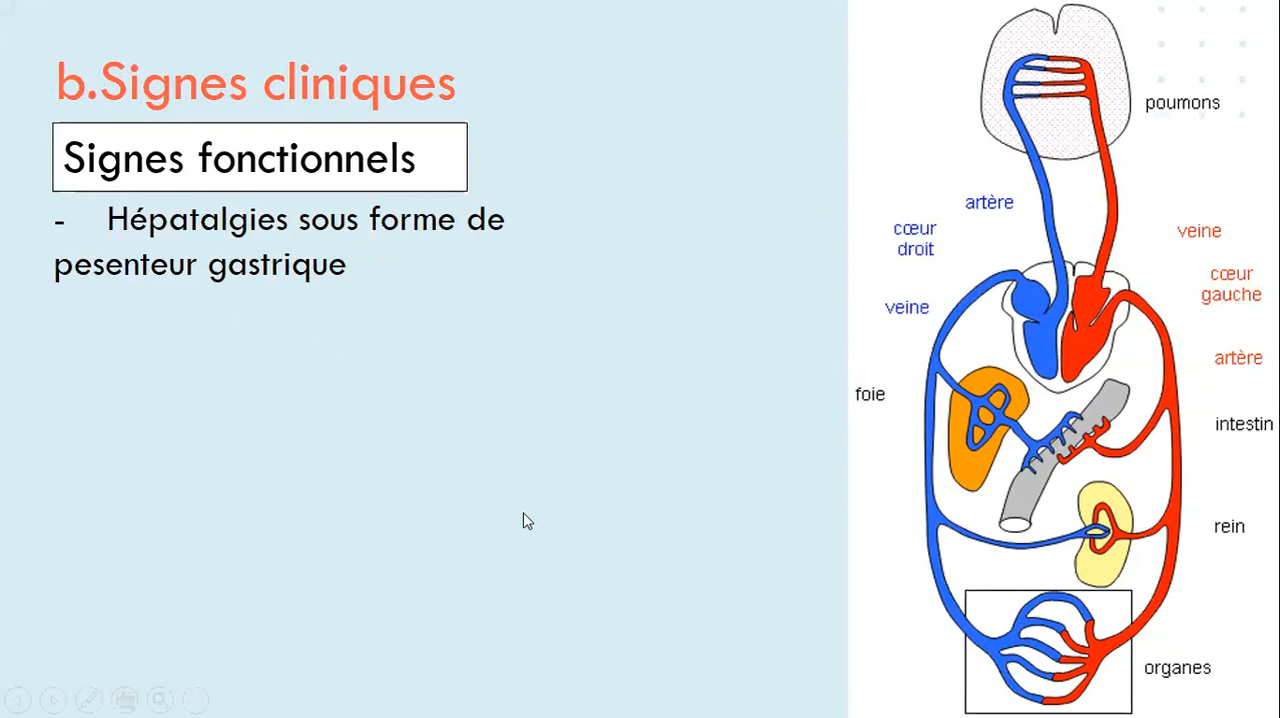 b.Signes cliniques
Signes fonctionnels
- Hépatalgies sous forme de
pesenteur gastrique
poumons
artère
cœur
droit
veine
veine
cœur
gauche
artère
foie
intestin
rein
organes